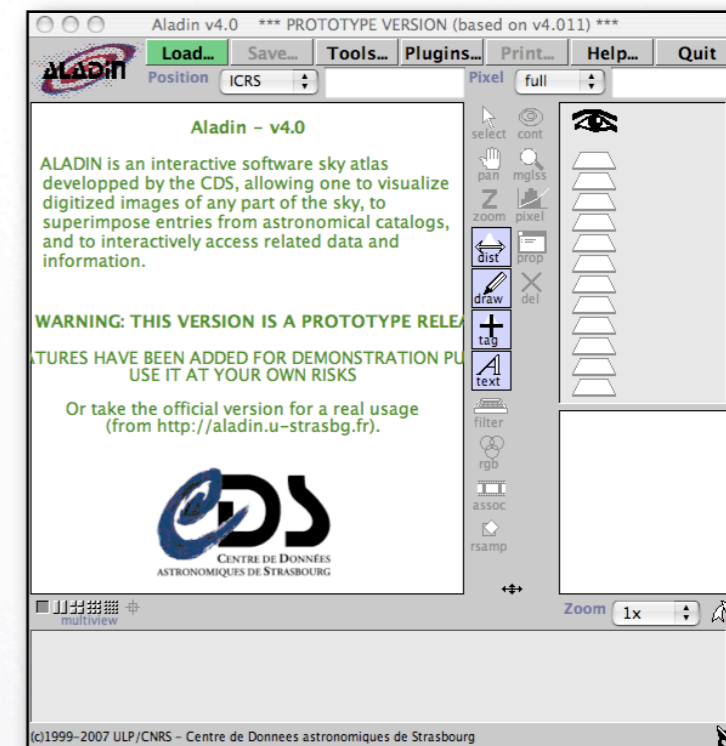 Aladin v4.0 *** PROTOTYPE VERSION (based on v4.011) ***
ALADIN Load... Save... Tools... Plugins... Print... Help... Quit
Position ICRS Pixel full
Aladin - v4.0
ALADIN is an interactive software sky atlas
developped by the CDS, allowing one to visualize
digitized images of any part of the sky, to
superimpose entries from astronomical catalogs,
and to interactively access related data and
information.
WARNING: THIS VERSION IS A PROTOTYPE RELEA
ATURES HAVE BEEN ADDED FOR DEMONSTRATION PU
USE IT AT YOUR OWN RISKS
Or take the official version for a real usage
(from http://aladin.u-strasbg.fr).
CDS
CENTRE DE DONNÉES
ASTRONOMIQUES DE STRASBOURG
select cont
pan mglss
Z
zoom pixel
dist prop
draw del
tag
A
text
filter
rgb
assoc
rsamp
multiview
Zoom 1x
(c)1999-2007 ULP/CNRS - Centre de Donnees astronomiques de Strasbourg